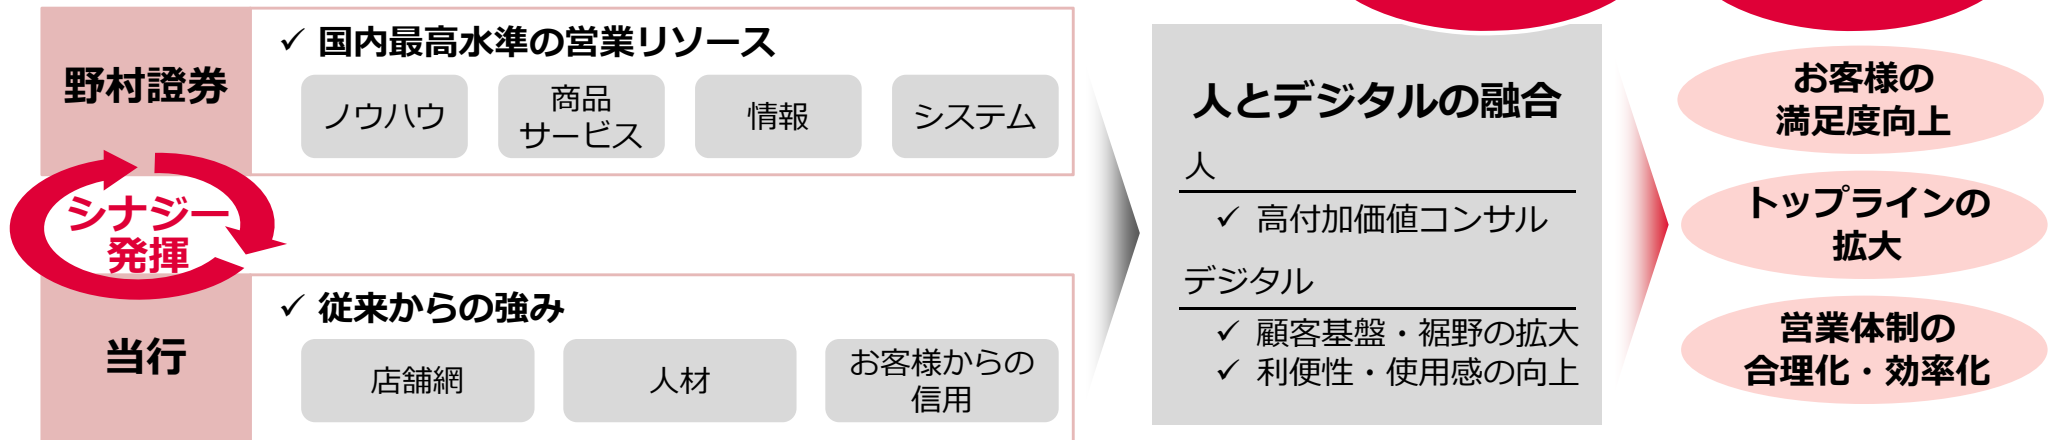 野村證券
✓ 国内最高水準の営業リソース
ノウハウ
商品
サービス
情報
システム
シナジー
発揮
当行
✓ 従来からの強み
店舗網
人材
お客様からの
信用
人とデジタルの融合
人
✓ 高付加価値コンサル
デジタル
✓ 顧客基盤・裾野の拡大
✓ 利便性・使用感の向上
お客様の
満足度向上
トップラインの
拡大
営業体制の
合理化・効率化